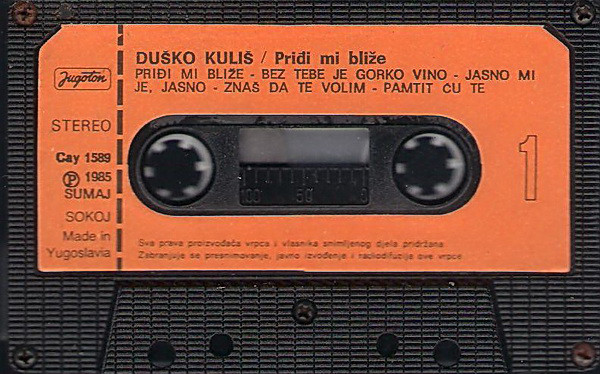 DUŠKO KULIŠ / Priđi mi bliže
PRIĐI MI BLIŽE - BEZ TEBE JE GORKO VINO - JASNO MI
JE, JASNO - ZNAŠ DA TE VOLIM - PAMTIT ĆU TE
Jugoton
STEREO
Cay 1589
℗ 1985
SUMAJ
SOKOJ
Made in
Yugoslavia
1
100 50 0
Sva prava proizvođača vrpca i vlasnika snimljenog djela pridržana
Zabranjuje se presnimavanje, javno izvođenje i radiodifuzija ove vrpce